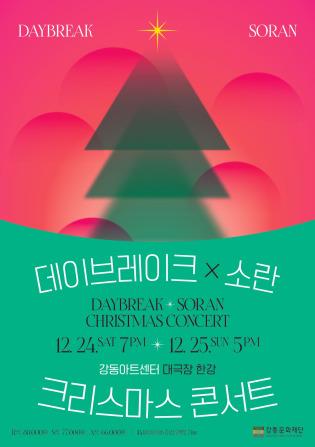 DAYBREAK SORAN
데이브레이크 × 소란
DAYBREAK SORAN
CHRISTMAS CONCERT
12. 24. SAT 7PM 12. 25. SUN 5PM
강동아트센터 대극장 한강
크리스마스 콘서트
강동문화재단